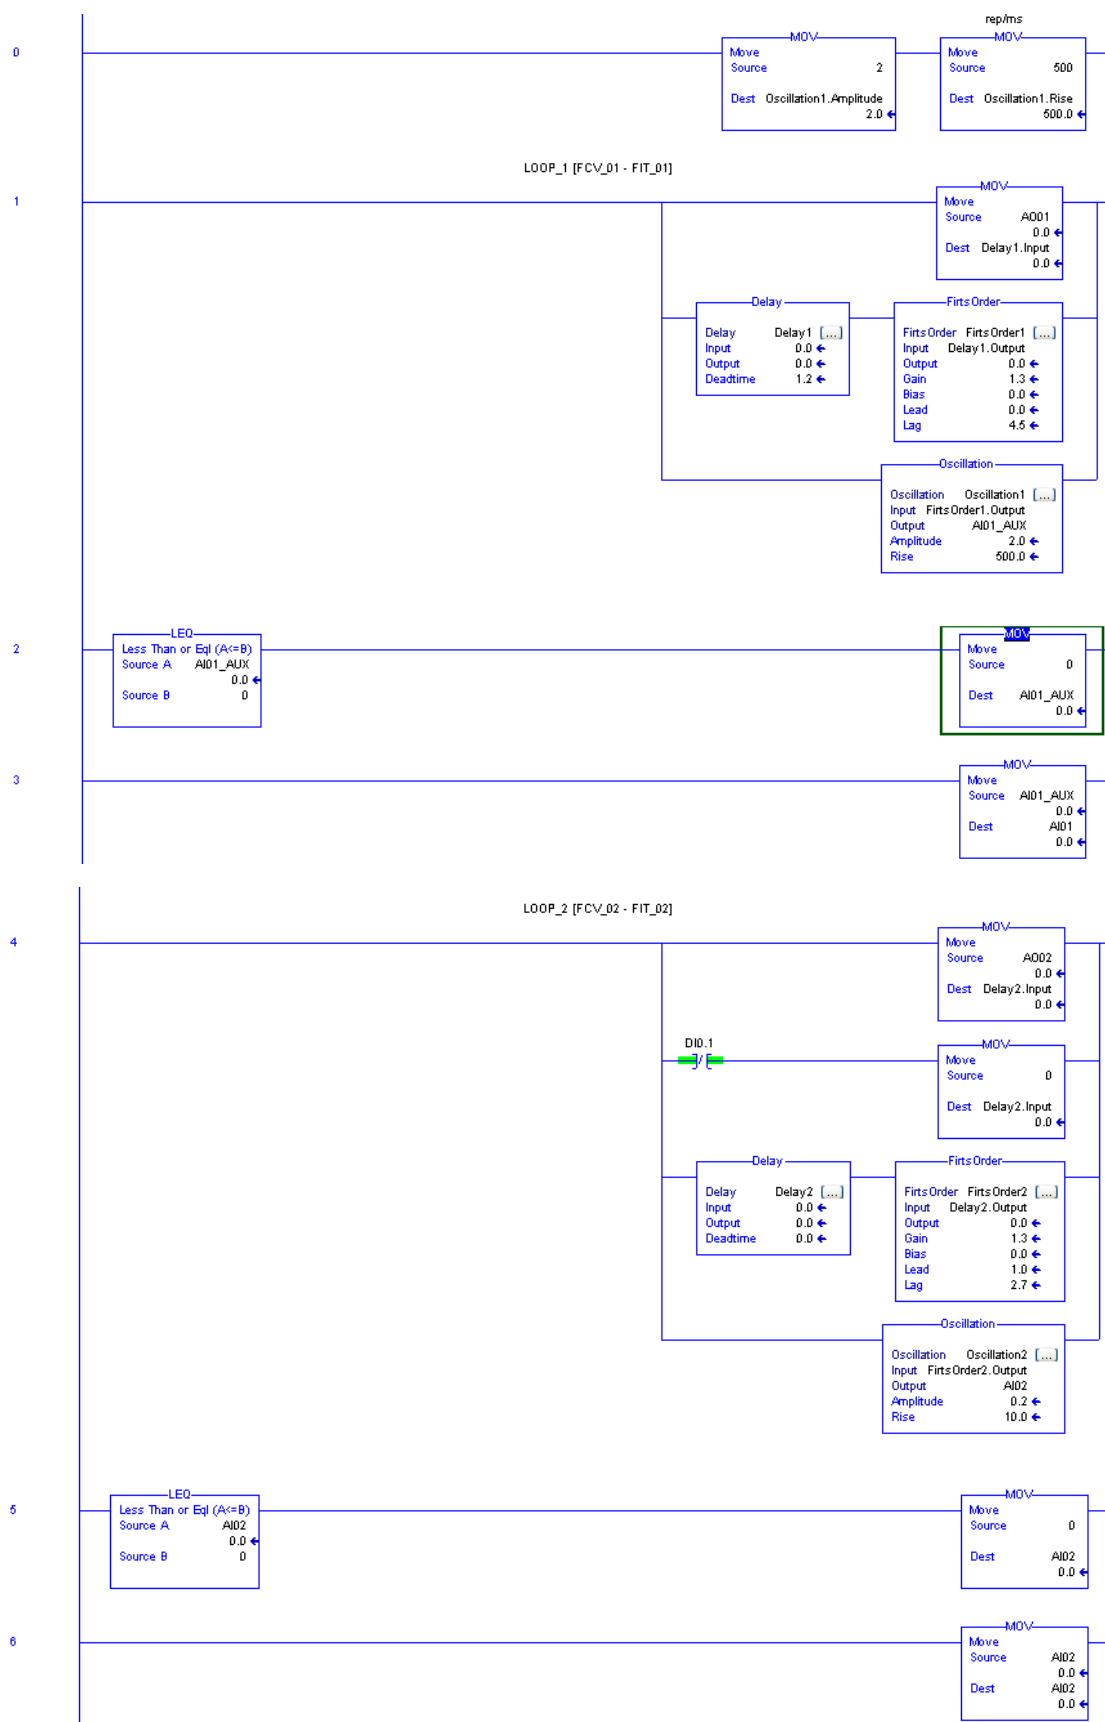 rep/ms
0
MOV
Move
Source 2
Dest Oscillation1.Amplitude
2.0
MOV
Move
Source 500
Dest Oscillation1.Rise
500.0
LOOP_1 [FCV_01 - FIT_01]
1
MOV
Move
Source AO01
0.0
Dest Delay1.Input
0.0
Delay
Delay Delay1 [...]
Input 0.0
Output 0.0
Deadtime 1.2
FirtsOrder
FirtsOrder FirtsOrder1 [...]
Input Delay1.Output
Output 0.0
Gain 1.3
Bias 0.0
Lead 0.0
Lag 4.5
Oscillation
Oscillation Oscillation1 [...]
Input FirtsOrder1.Output
Output AI01_AUX
Amplitude 2.0
Rise 500.0
2
LEQ
Less Than or Eql (A<=B)
Source A AI01_AUX
0.0
Source B 0
MOV
Move
Source 0
Dest AI01_AUX
0.0
3
MOV
Move
Source AI01_AUX
0.0
Dest AI01
0.0
LOOP_2 [FCV_02 - FIT_02]
4
MOV
Move
Source AO02
0.0
Dest Delay2.Input
0.0
DI0.1
MOV
Move
Source 0
Dest Delay2.Input
0.0
Delay
Delay Delay2 [...]
Input 0.0
Output 0.0
Deadtime 0.0
FirtsOrder
FirtsOrder FirtsOrder2 [...]
Input Delay2.Output
Output 0.0
Gain 1.3
Bias 0.0
Lead 1.0
Lag 2.7
Oscillation
Oscillation Oscillation2 [...]
Input FirtsOrder2.Output
Output AI02
Amplitude 0.2
Rise 10.0
5
LEQ
Less Than or Eql (A<=B)
Source A AI02
0.0
Source B 0
MOV
Move
Source 0
Dest AI02
0.0
6
MOV
Move
Source AI02
0.0
Dest AI02
0.0